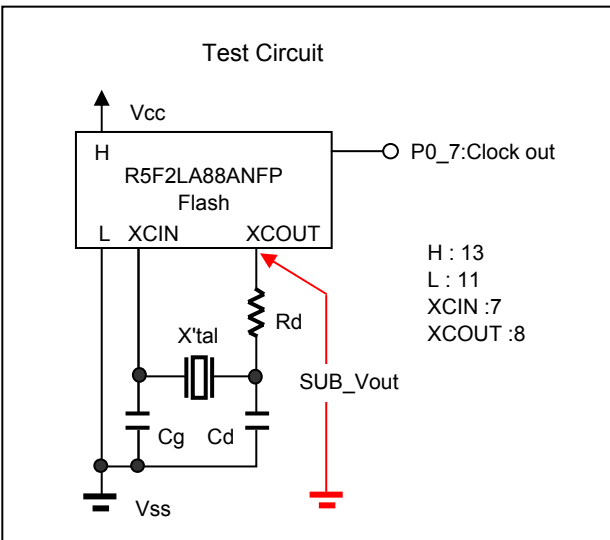 Test Circuit
Vcc
H
R5F2LA88ANFP
Flash
L XCIN XCOUT
P0_7:Clock out
H : 13
L : 11
XCIN :7
XCOUT :8
Rd
X'tal
SUB_Vout
Cg Cd
Vss